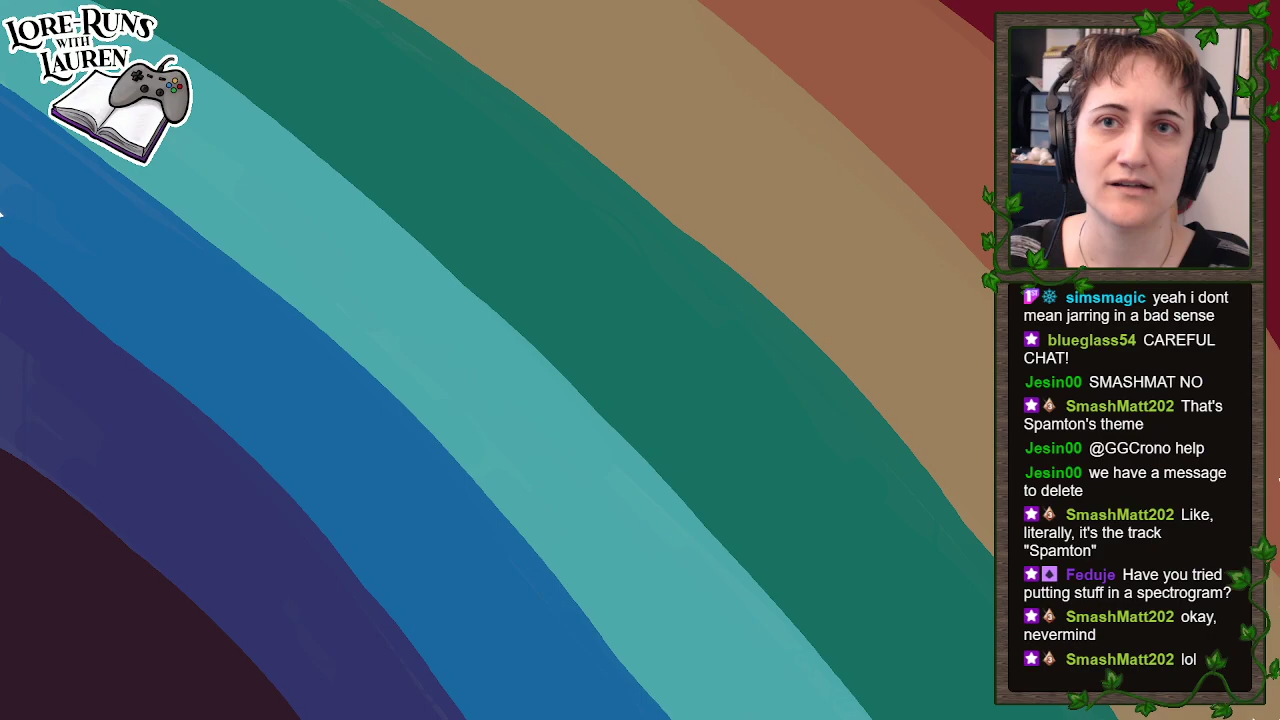 LORE-RUNS
WITH
LAUREN
simsmagic yeah i dont
mean jarring in a bad sense
blueglass54 CAREFUL
CHAT!
Jesin00 SMASHMAT NO
SmashMatt202 That's
Spamton's theme
Jesin00 @GGCrono help
Jesin00 we have a message
to delete
SmashMatt202 Like,
literally, it's the track
"Spamton"
Feduje Have you tried
putting stuff in a spectrogram?
SmashMatt202 okay,
nevermind
SmashMatt202 lol